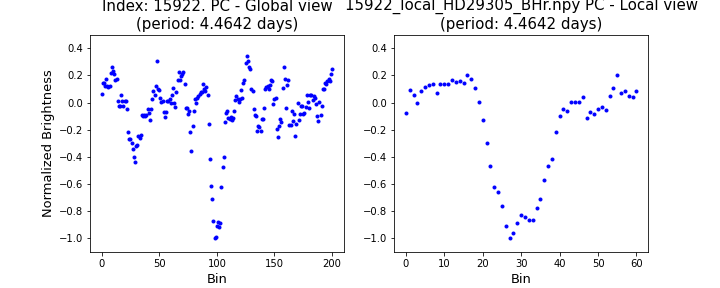 Index: 15922. PC - Global view
(period: 4.4642 days)
15922_local_HD29305_BHr.npy PC - Local view
(period: 4.4642 days)
Normalized Brightness
0.4
0.2
0.0
−0.2
−0.4
−0.6
−0.8
−1.0
0 50 100 150 200
Bin
0.4
0.2
0.0
−0.2
−0.4
−0.6
−0.8
−1.0
0 10 20 30 40 50 60
Bin